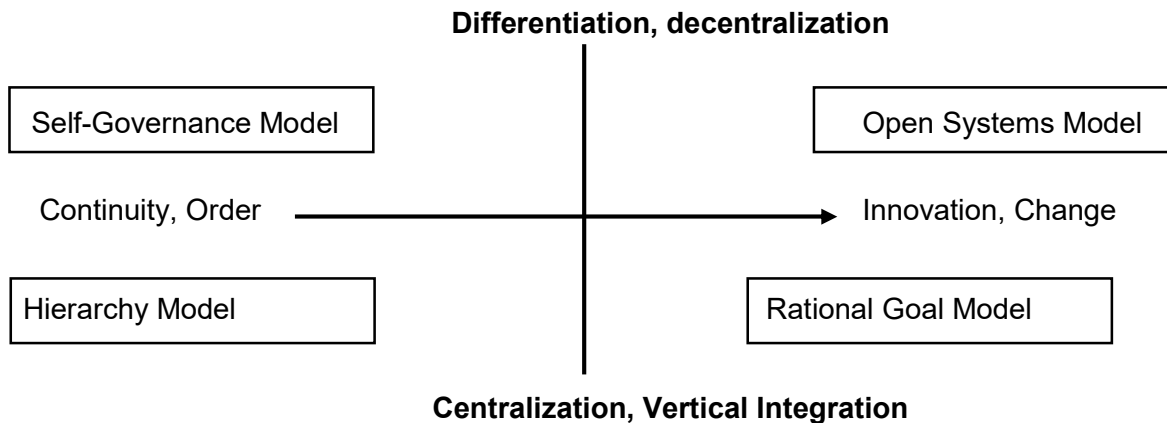 Differentiation, decentralization
Self-Governance Model
Open Systems Model
Continuity, Order
Innovation, Change
Hierarchy Model
Rational Goal Model
Centralization, Vertical Integration